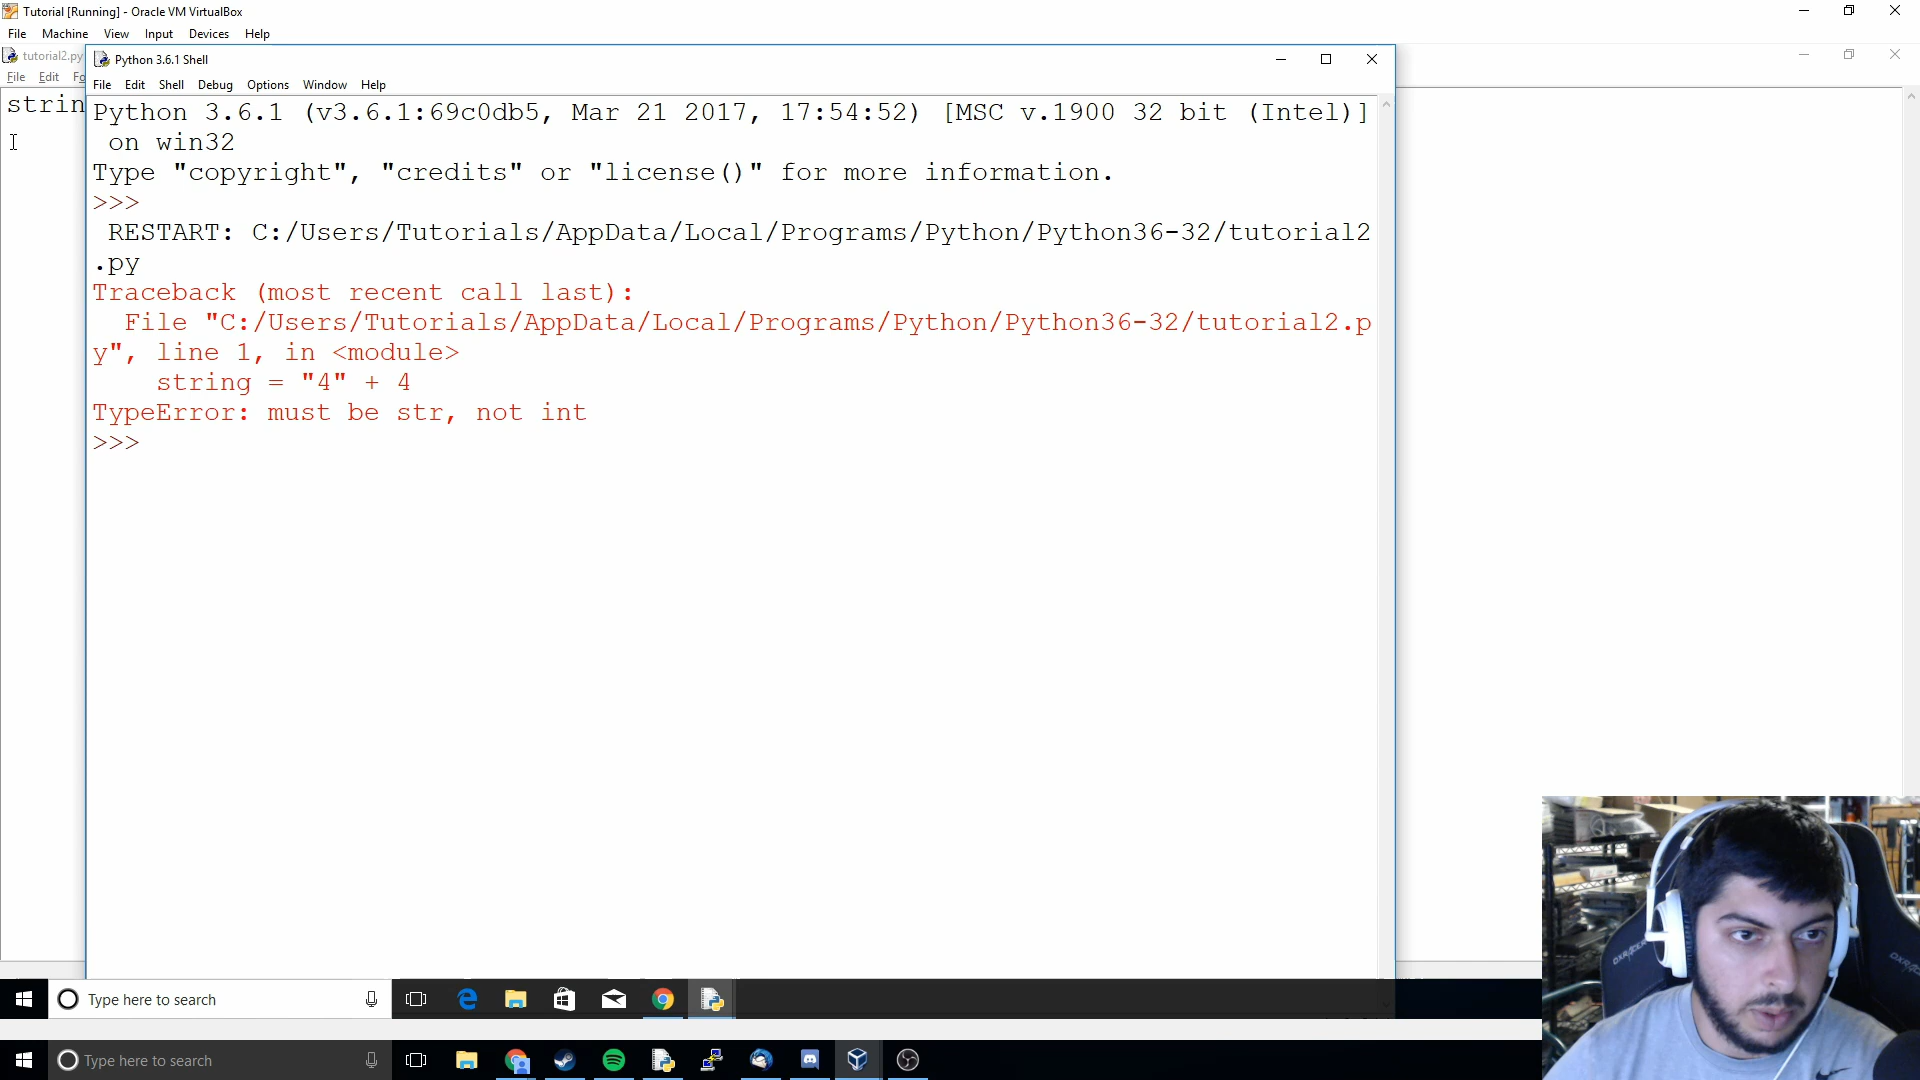 Tutorial [Running] - Oracle VM VirtualBox
File Machine View Input Devices Help
tutorial2.py
File Edit Fo
strin
Python 3.6.1 Shell
File Edit Shell Debug Options Window Help
Python 3.6.1 (v3.6.1:69c0db5, Mar 21 2017, 17:54:52) [MSC v.1900 32 bit (Intel)]
on win32
Type "copyright", "credits" or "license()" for more information.
>>>
RESTART: C:/Users/Tutorials/AppData/Local/Programs/Python/Python36-32/tutorial2
.py
Traceback (most recent call last):
File "C:/Users/Tutorials/AppData/Local/Programs/Python/Python36-32/tutorial2.p
y", line 1, in <module>
string = "4" + 4
TypeError: must be str, not int
>>>
Type here to search
Type here to search